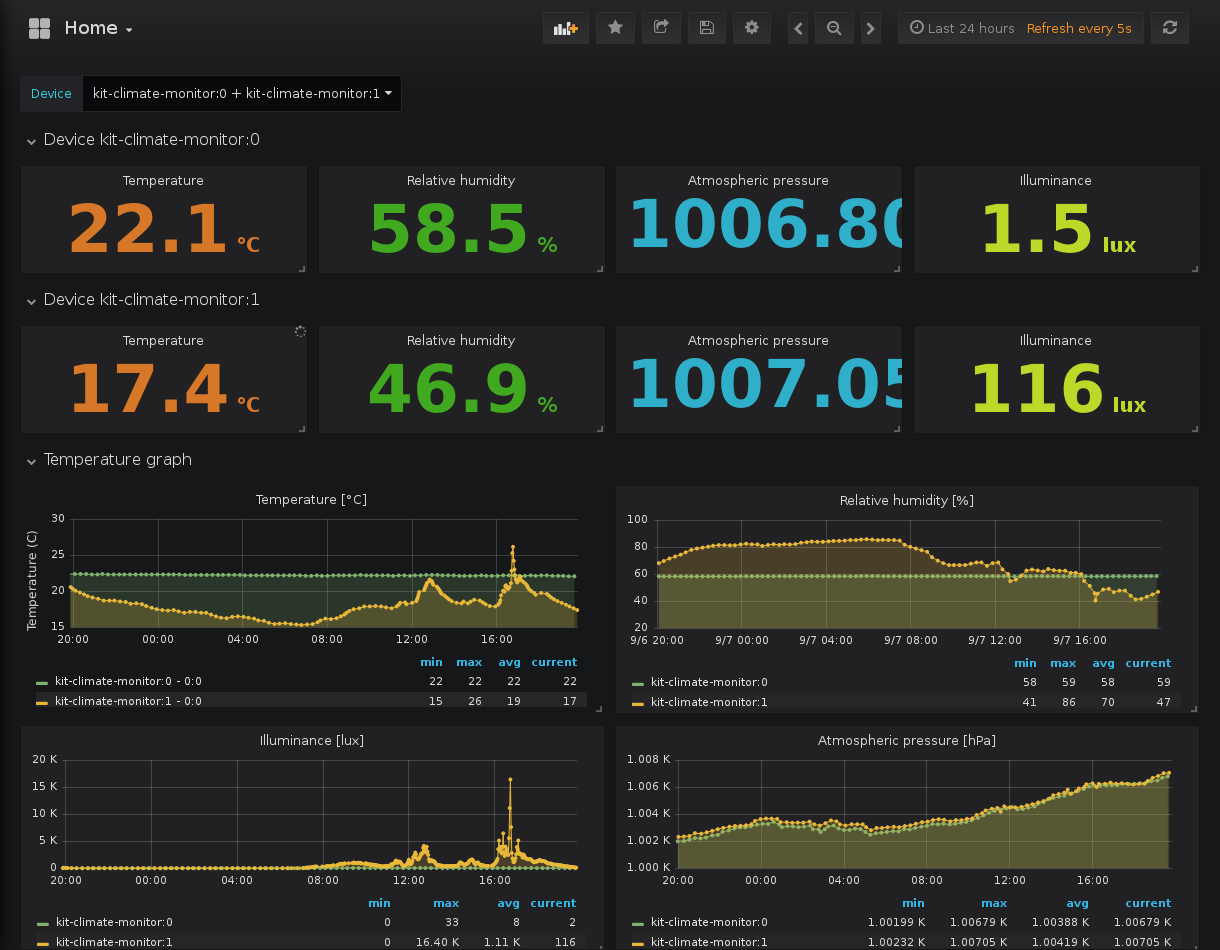 Home
Last 24 hours Refresh every 5s
Device kit-climate-monitor:0 + kit-climate-monitor:1
Device kit-climate-monitor:0
Temperature Relative humidity Atmospheric pressure Illuminance
22.1 °C 58.5 % 1006.80 1.5 lux
Device kit-climate-monitor:1
Temperature Relative humidity Atmospheric pressure Illuminance
17.4 °C 46.9 % 1007.05 116 lux
Temperature graph
Temperature [°C]
Temperature (C)
30
25
20
15
20:00 00:00 04:00 08:00 12:00 16:00
min max avg current
kit-climate-monitor:0 - 0:0 22 22 22 22
kit-climate-monitor:1 - 0:0 15 26 19 17
Relative humidity [%]
100
80
60
40
20
9/6 20:00 9/7 00:00 9/7 04:00 9/7 08:00 9/7 12:00 9/7 16:00
min max avg current
kit-climate-monitor:0 58 59 58 59
kit-climate-monitor:1 41 86 70 47
Illuminance [lux]
20 K
15 K
10 K
5 K
0
20:00 00:00 04:00 08:00 12:00 16:00
min max avg current
kit-climate-monitor:0 0 33 8 2
kit-climate-monitor:1 0 16.40 K 1.11 K 116
Atmospheric pressure [hPa]
1.008 K
1.006 K
1.004 K
1.002 K
1.000 K
20:00 00:00 04:00 08:00 12:00 16:00
min max avg current
kit-climate-monitor:0 1.00199 K 1.00679 K 1.00388 K 1.00679 K
kit-climate-monitor:1 1.00232 K 1.00705 K 1.00419 K 1.00705 K